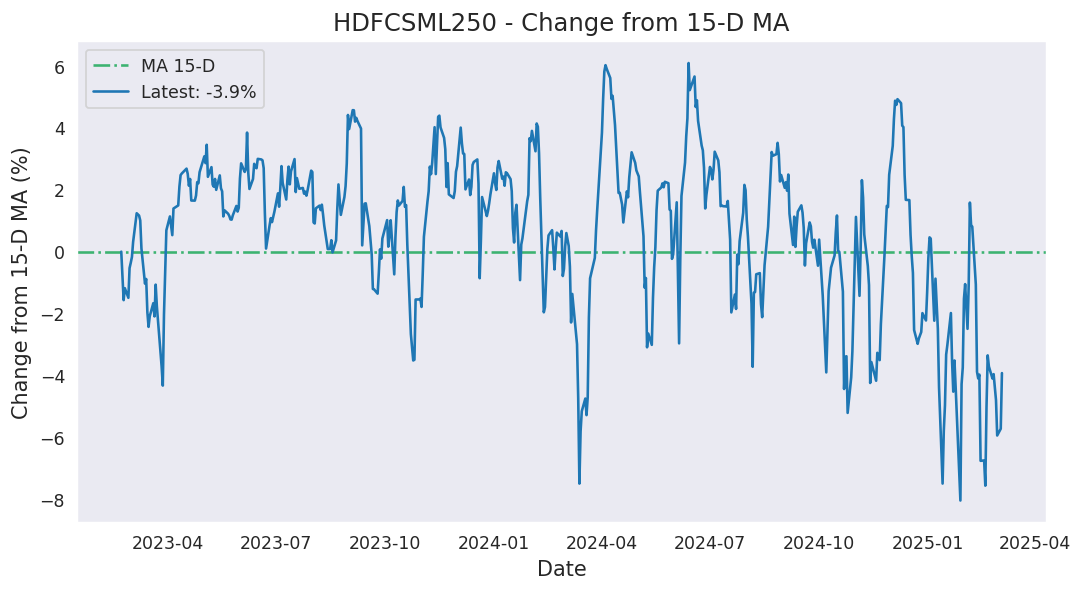 HDFCSML250 - Change from 15-D MA
MA 15-D
Latest: -3.9%
Change from 15-D MA (%)
6
4
2
0
−2
−4
−6
−8
2023-04 2023-07 2023-10 2024-01 2024-04 2024-07 2024-10 2025-01 2025-04
Date